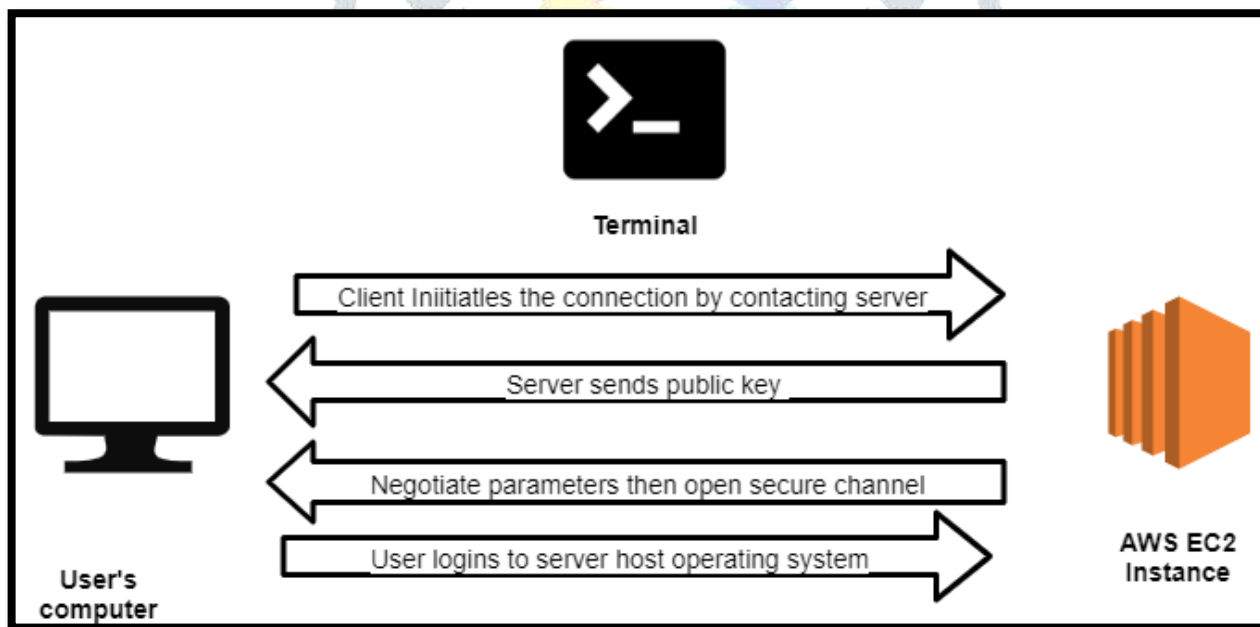 Terminal
Client Iniitiatles the connection by contacting server
Server sends public key
Negotiate parameters then open secure channel
User logins to server host operating system
User's
computer
AWS EC2
Instance